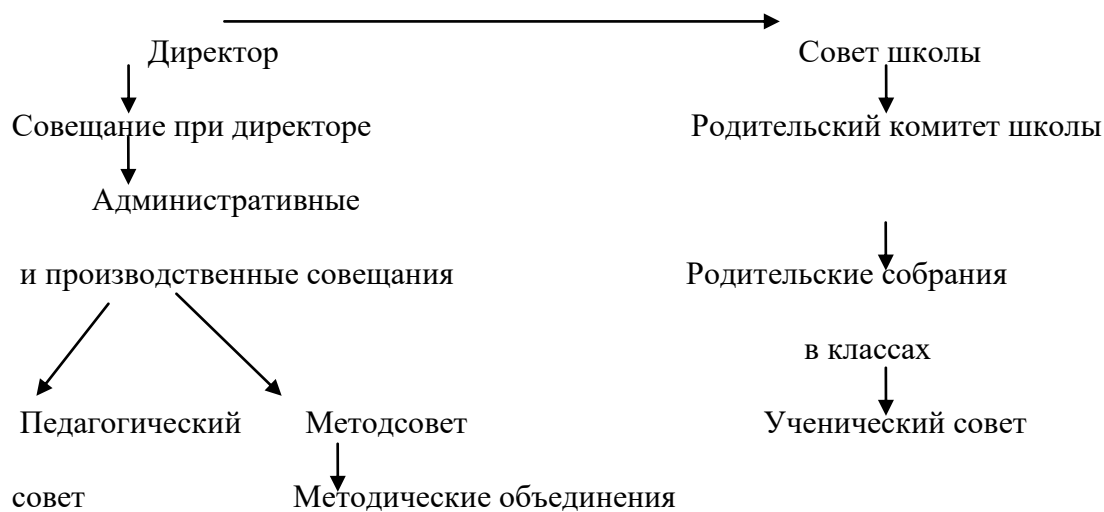 Директор Совет школы
Совещание при директоре Родительский комитет школы
Административные
и производственные совещания Родительские собрания
в классах
Педагогический Методсовет Ученический совет
совет Методические объединения